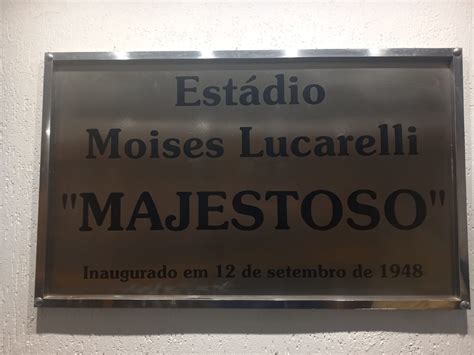 Estádio
Moises Lucarelli
"MAJESTOSO"
Inaugurado em 12 de setembro de 1948